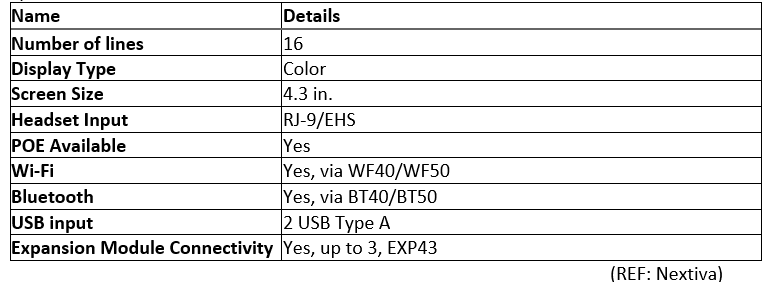 Name Details
Number of lines 16
Display Type Color
Screen Size 4.3 in.
Headset Input RJ-9/EHS
POE Available Yes
Wi-Fi Yes, via WF40/WF50
Bluetooth Yes, via BT40/BT50
USB input 2 USB Type A
Expansion Module Connectivity Yes, up to 3, EXP43
(REF: Nextiva)